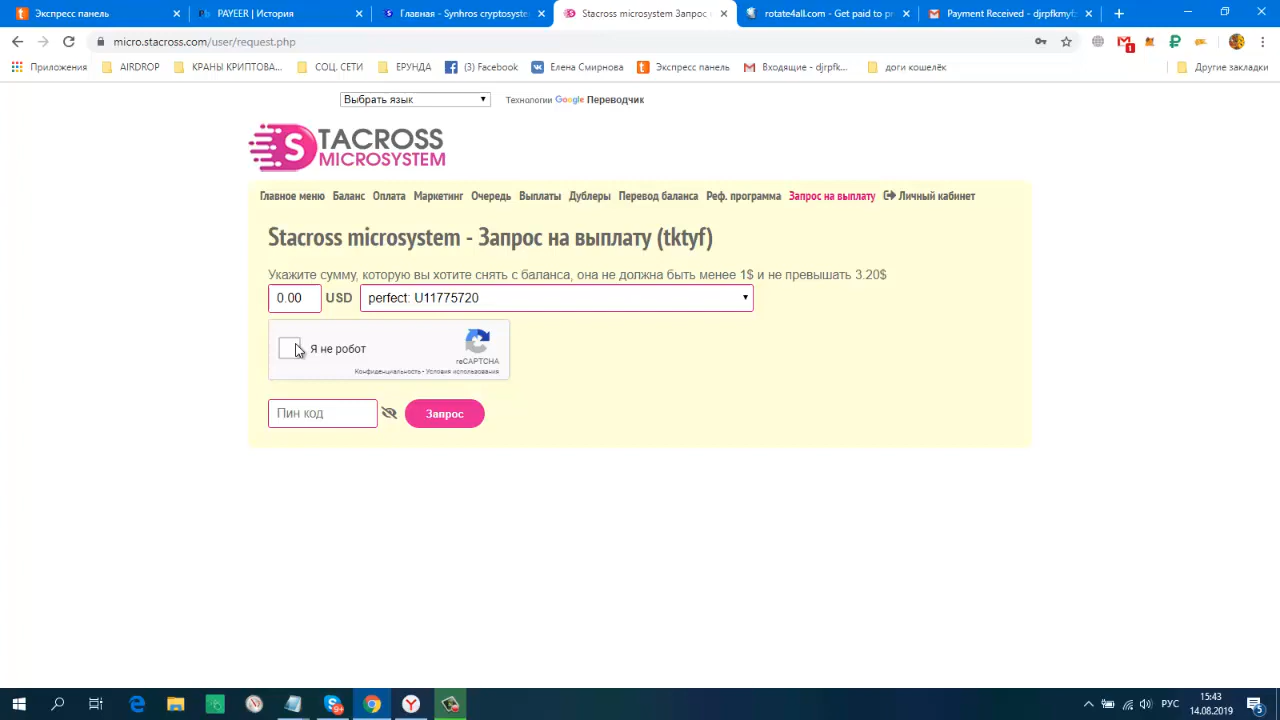 Экспресс панель
PAYEER | История
Главная - Synhros cryptosystem
Stacross microsystem Запрос
rotate4all.com - Get paid to pr
Payment Received - djrpfkmyf
micro.stacross.com/user/request.php
Приложения
AIRDROP
КРАНЫ КРИПТОВА...
СОЦ. СЕТИ
ЕРУНДА
(3) Facebook
Елена Смирнова
Экспресс панель
Входящие - djrpfk...
доги кошелёк
Другие закладки
Выбрать язык
Технологии Google Переводчик
STACROSS
MICROSYSTEM
Главное меню Баланс Оплата Маркетинг Очередь Выплаты Дублеры Перевод баланса Реф. программа Запрос на выплату Личный кабинет
Stacross microsystem - Запрос на выплату (tktyf)
Укажите сумму, которую вы хотите снять с баланса, она не должна быть менее 1$ и не превышать 3.20$
0.00 USD perfect: U11775720
Я не робот
reCAPTCHA
Конфиденциальность - Условия использования
Пин код
Запрос
РУС
15:43
14.08.2019